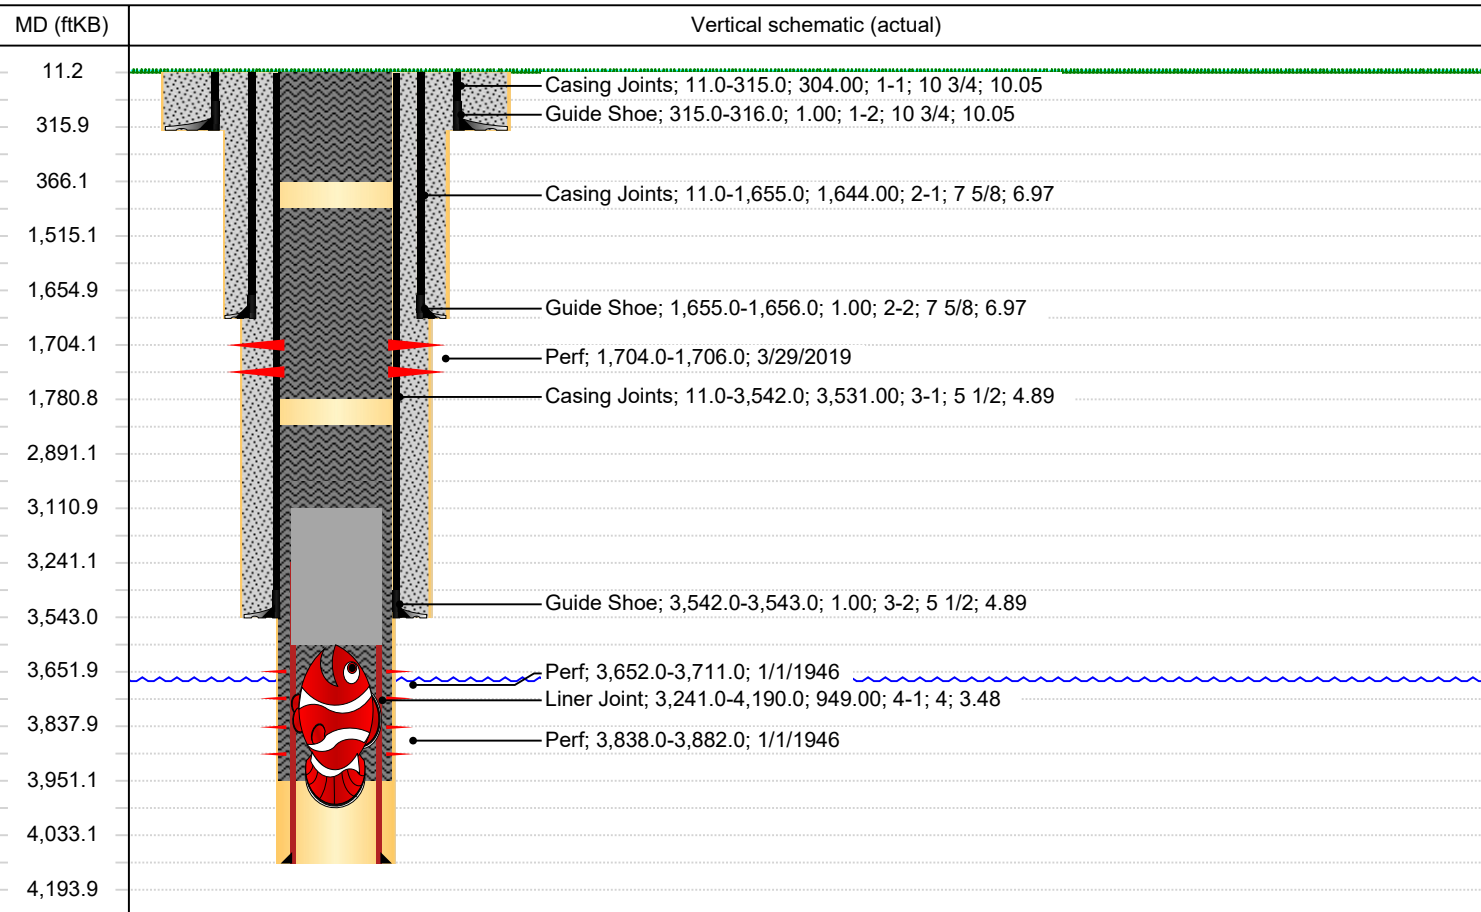 MD (ftKB)
Vertical schematic (actual)
11.2
Casing Joints; 11.0-315.0; 304.00; 1-1; 10 3/4; 10.05
Guide Shoe; 315.0-316.0; 1.00; 1-2; 10 3/4; 10.05
315.9
366.1
Casing Joints; 11.0-1,655.0; 1,644.00; 2-1; 7 5/8; 6.97
1,515.1
1,654.9
Guide Shoe; 1,655.0-1,656.0; 1.00; 2-2; 7 5/8; 6.97
1,704.1
Perf; 1,704.0-1,706.0; 3/29/2019
1,780.8
Casing Joints; 11.0-3,542.0; 3,531.00; 3-1; 5 1/2; 4.89
2,891.1
3,110.9
3,241.1
Guide Shoe; 3,542.0-3,543.0; 1.00; 3-2; 5 1/2; 4.89
3,543.0
3,651.9
Perf; 3,652.0-3,711.0; 1/1/1946
Liner Joint; 3,241.0-4,190.0; 949.00; 4-1; 4; 3.48
3,837.9
Perf; 3,838.0-3,882.0; 1/1/1946
3,951.1
4,033.1
4,193.9